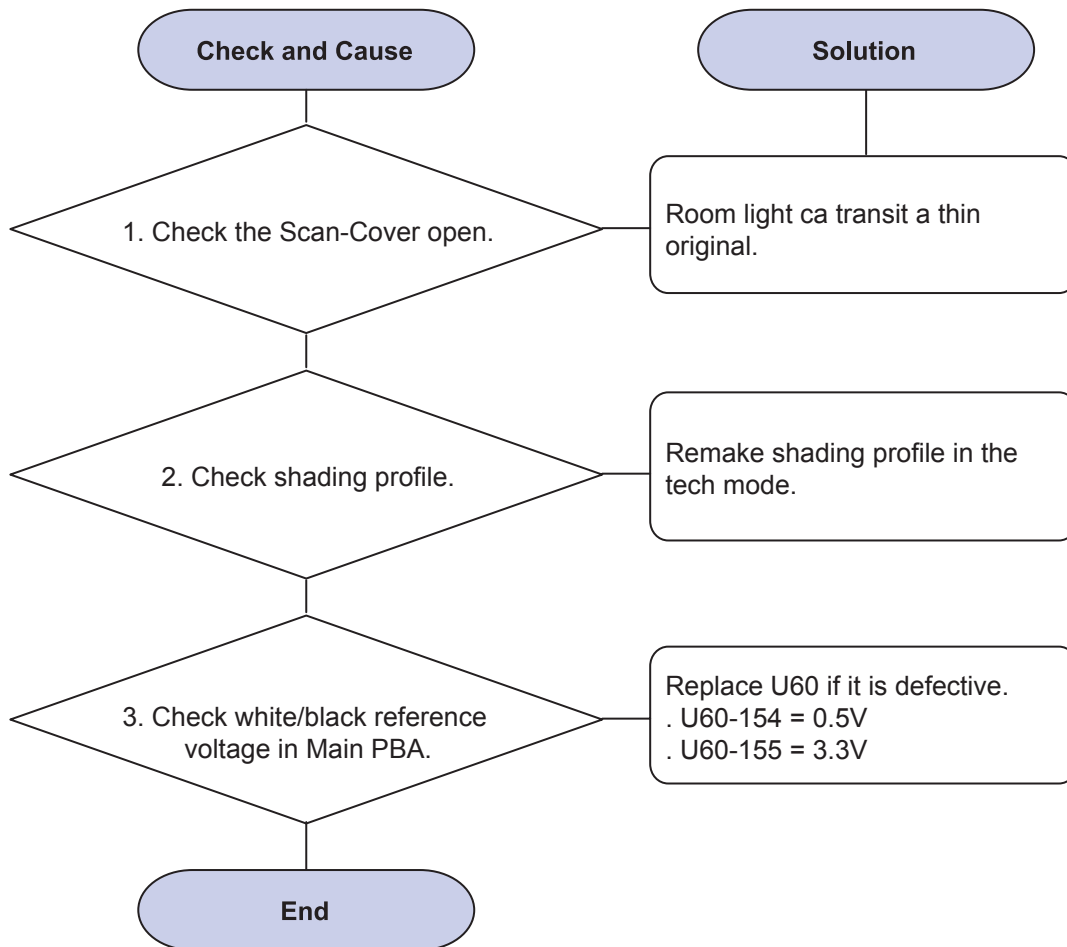 Check and Cause
Solution
1. Check the Scan-Cover open.
Room light ca transit a thin
original.
2. Check shading profile.
Remake shading profile in the
tech mode.
3. Check white/black reference
voltage in Main PBA.
Replace U60 if it is defective.
. U60-154 = 0.5V
. U60-155 = 3.3V
End